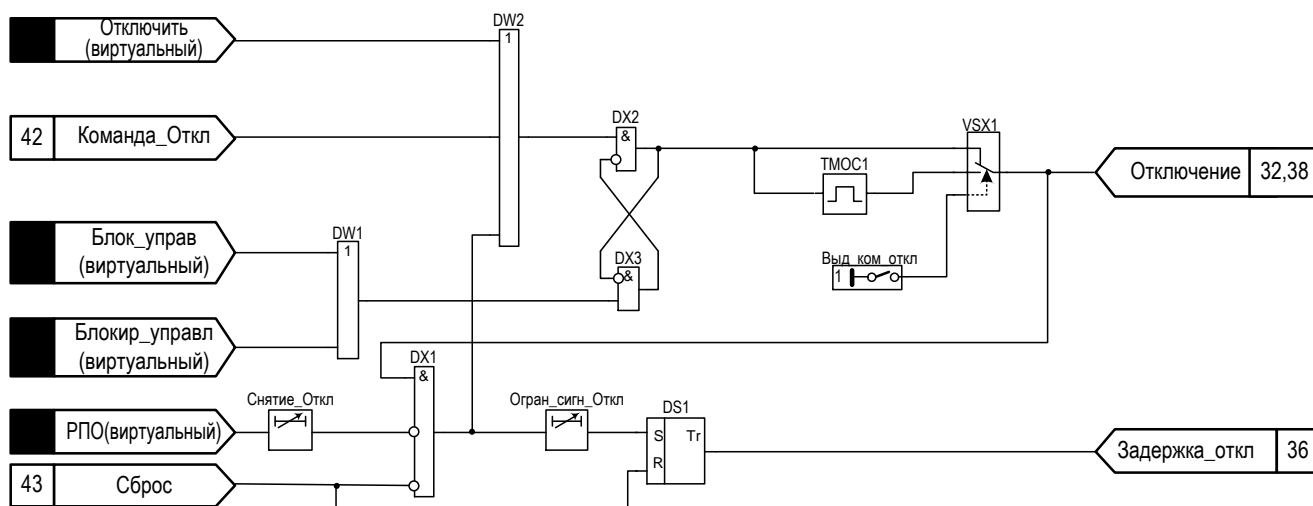 Отключить
(виртуальный)
DW2
1
42 Команда_Откл
DX2
&
VSX1
TMOC1
Отключение 32,38
Блок_управ
(виртуальный)
DW1
1
DX3
&
Выд_ком_откл
1
Блокир_управл
(виртуальный)
DX1
&
Снятие_Откл
Огран_сигн_Откл
DS1
РПО(виртуальный)
S Tr
R
Задержка_откл 36
43 Сброс